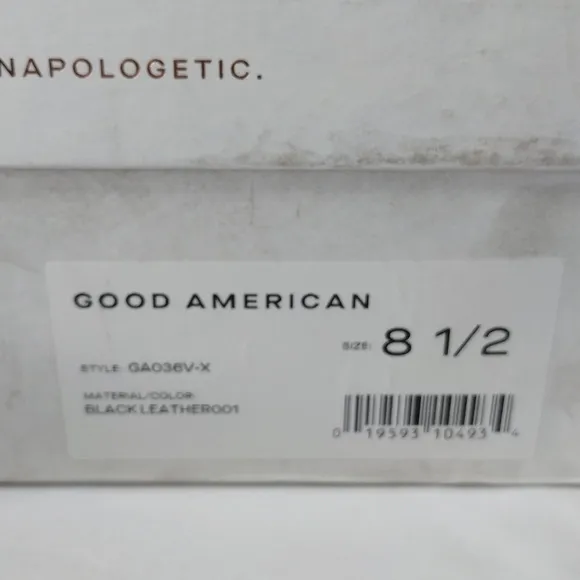 NAPOLOGETIC.
GOOD AMERICAN
SIZE: 8 1/2
STYLE: GA036V-X
MATERIAL/COLOR:
BLACK LEATHER001
0 19593 10493 4